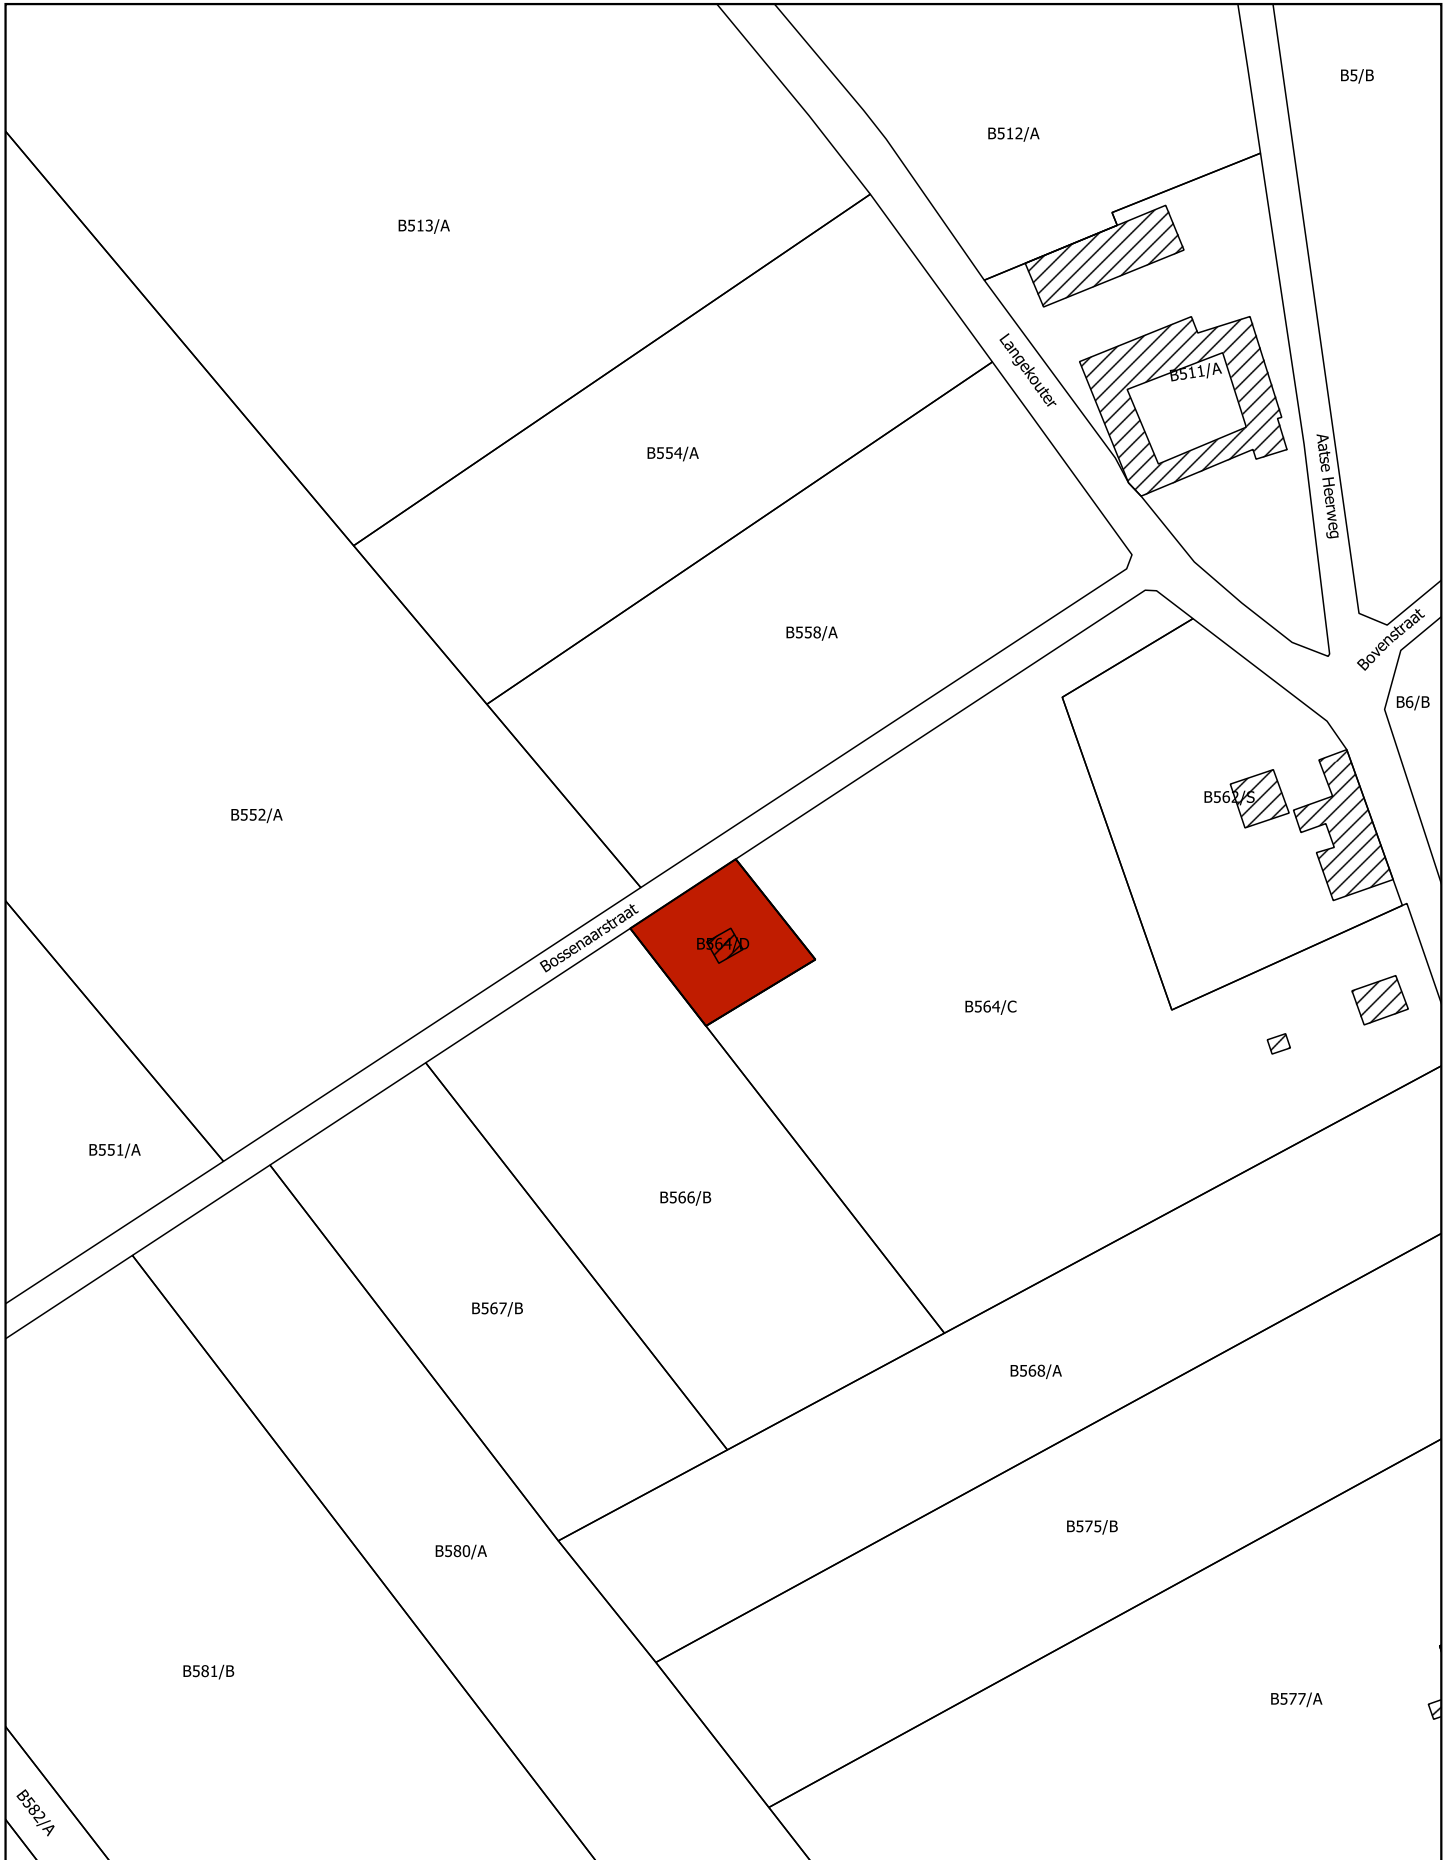 B5/B
B512/A
B513/A
Langekouter
B511/A
B554/A
Aatse Heerweg
B558/A
Bovenstraat
B6/B
B562/S
B552/A
Bossenaarstraat
B564/D
B564/C
B551/A
B566/B
B567/B
B568/A
B575/B
B580/A
B581/B
B577/A
B582/A